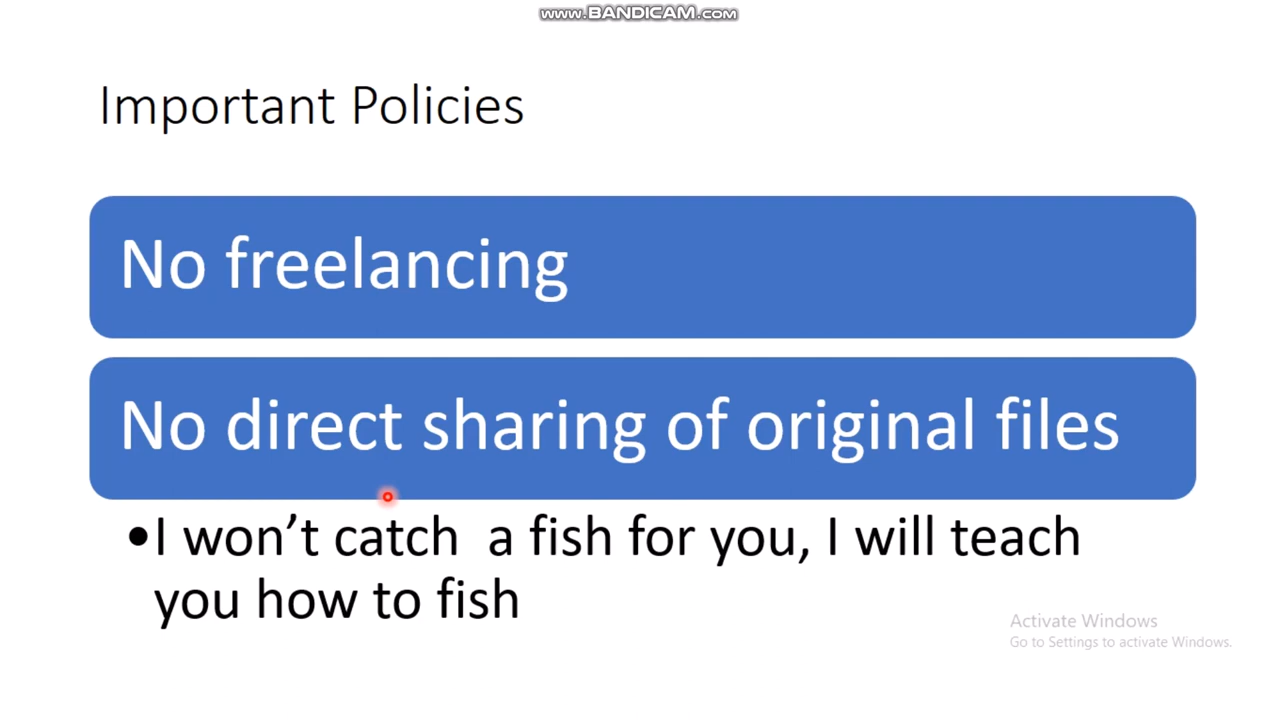 www.BANDICAM.com
Important Policies
No freelancing
No direct sharing of original files
•I won’t catch  a fish for you, I will teach
you how to fish
Activate Windows
Go to Settings to activate Windows.